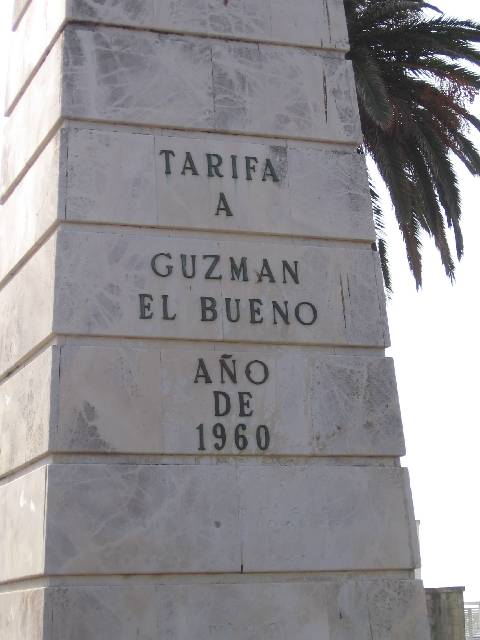 TARIFA
A
GUZMAN
EL BUENO
AÑO
DE
1960